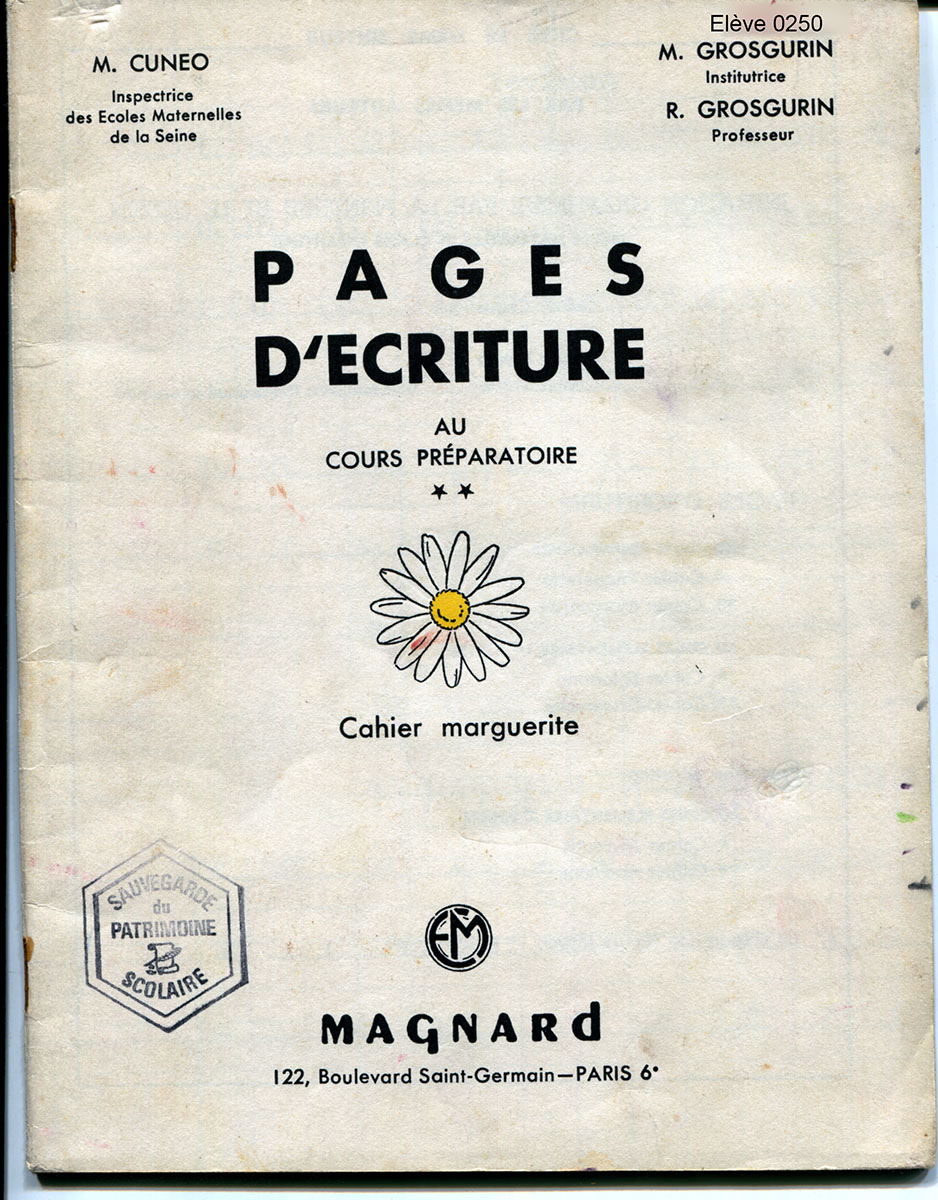 Elève 0250
M. CUNEO
Inspectrice
des Ecoles Maternelles
de la Seine
M. GROSGURIN
Institutrice
R. GROSGURIN
Professeur
PAGES
D'ECRITURE
AU
COURS PRÉPARATOIRE
★★
Cahier marguerite
SAUVEGARDE
du
PATRIMOINE
SCOLAIRE
EM
MAGNARd
122, Boulevard Saint-Germain—PARIS 6e